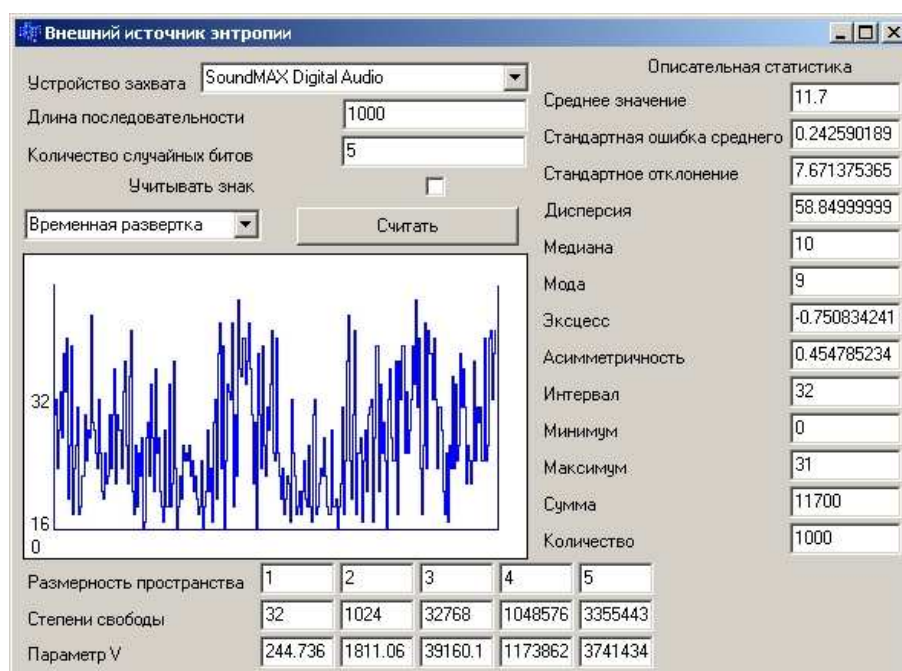 Внешний источник энтропии
Устройство захвата SoundMAX Digital Audio
Длина последовательности 1000
Количество случайных битов 5
Учитывать знак
Временная развертка Считать
32
16
0
Описательная статистика
Среднее значение 11.7
Стандартная ошибка среднего 0.242590189
Стандартное отклонение 7.671375365
Дисперсия 58.84999999
Медиана 10
Мода 9
Эксцесс -0.750834241
Асимметричность 0.454785234
Интервал 32
Минимум 0
Максимум 31
Сумма 11700
Количество 1000
Размерность пространства 1 2 3 4 5
Степени свободы 32 1024 32768 1048576 3355443
Параметр V 244.736 1811.06 39160.1 1173862 3741434